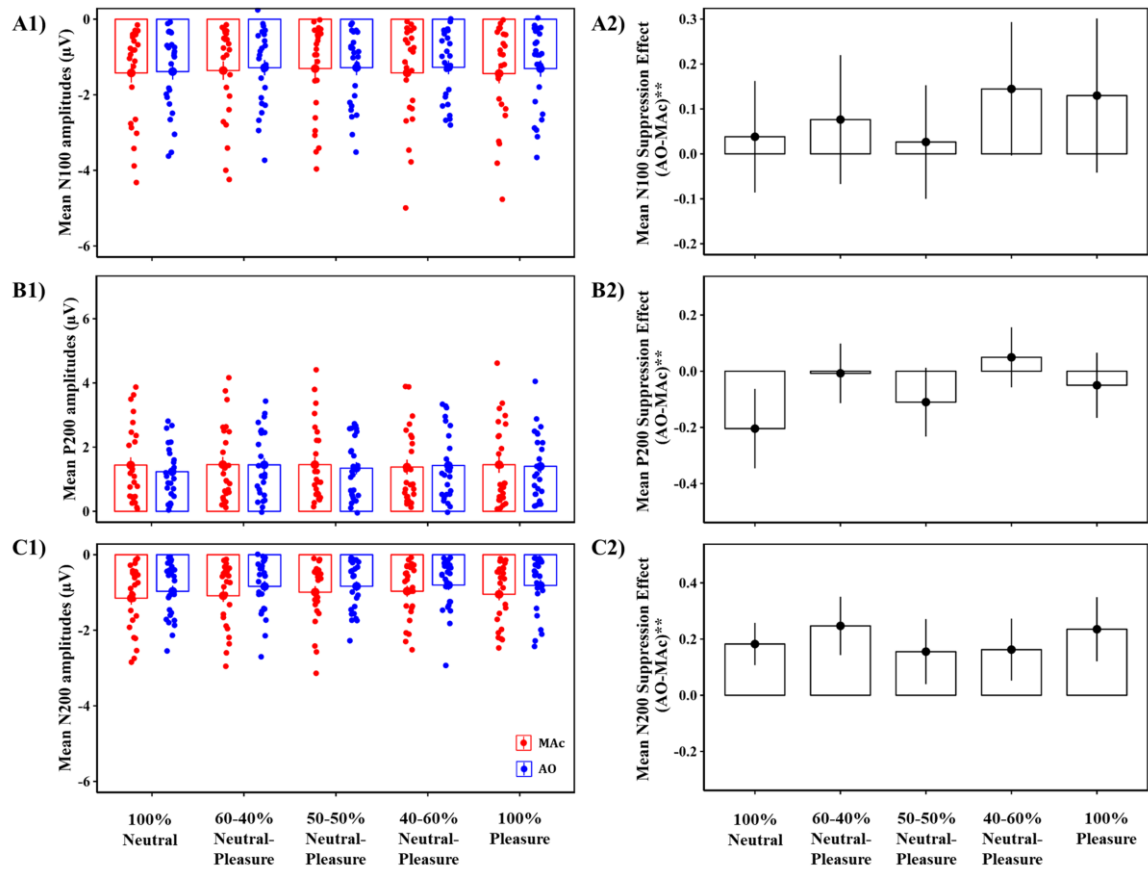 A1)
Mean N100 amplitudes (µV)
0
-2
-4
-6
A2)
Mean N100 Suppression Effect
(AO-MAc)**
0.3
0.2
0.1
0.0
-0.1
-0.2
B1)
Mean P200 amplitudes (µV)
6
4
2
0
B2)
Mean P200 Suppression Effect
(AO-MAc)**
0.2
0.0
-0.2
-0.4
C1)
Mean N200 amplitudes (µV)
0
-2
-4
-6
MAc
AO
100%
Neutral
60-40%
Neutral-
Pleasure
50-50%
Neutral-
Pleasure
40-60%
Neutral-
Pleasure
100%
Pleasure
C2)
Mean N200 Suppression Effect
(AO-MAc)**
0.4
0.2
0.0
-0.2
100%
Neutral
60-40%
Neutral-
Pleasure
50-50%
Neutral-
Pleasure
40-60%
Neutral-
Pleasure
100%
Pleasure